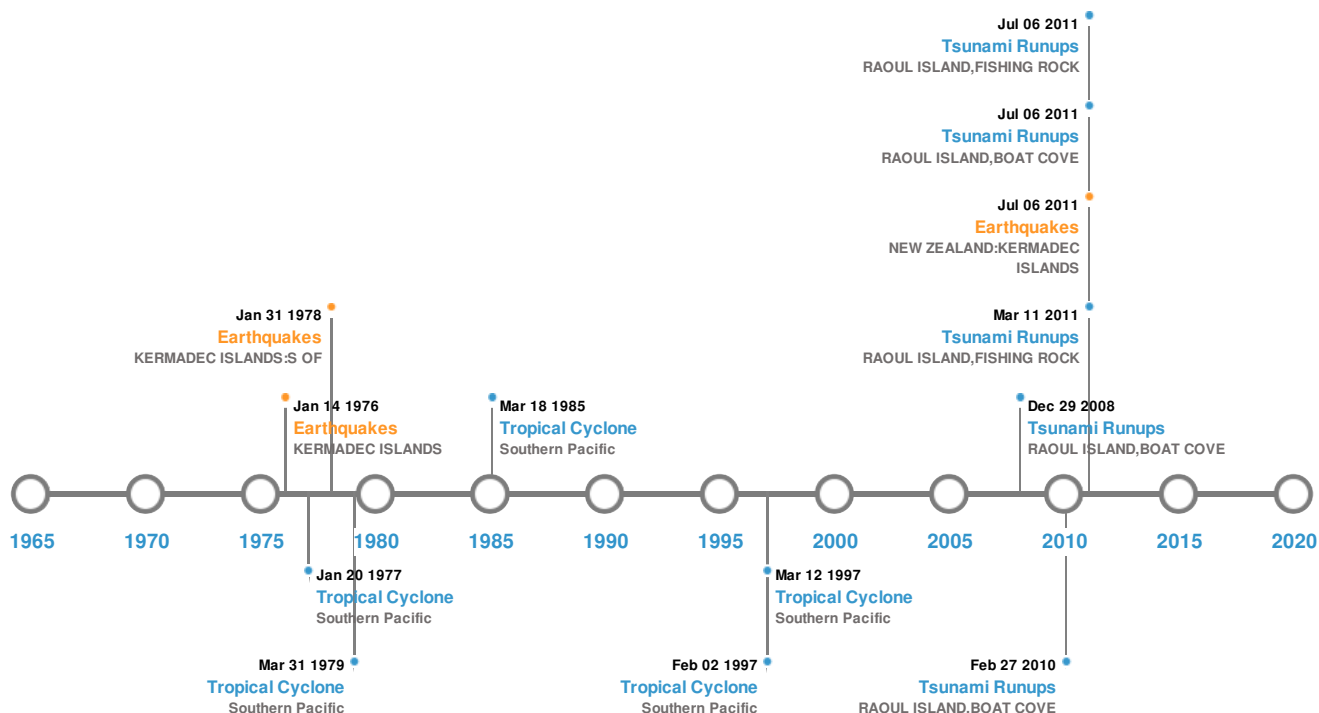 Jul 06 2011
Tsunami Runups
RAOUL ISLAND,FISHING ROCK
Jul 06 2011
Tsunami Runups
RAOUL ISLAND,BOAT COVE
Jul 06 2011
Earthquakes
NEW ZEALAND:KERMADEC
ISLANDS
Jan 31 1978
Earthquakes
KERMADEC ISLANDS:S OF
Mar 11 2011
Tsunami Runups
RAOUL ISLAND,FISHING ROCK
Jan 14 1976
Earthquakes
KERMADEC ISLANDS
Mar 18 1985
Tropical Cyclone
Southern Pacific
Dec 29 2008
Tsunami Runups
RAOUL ISLAND,BOAT COVE
1965 1970 1975 1980 1985 1990 1995 2000 2005 2010 2015 2020
Jan 20 1977
Tropical Cyclone
Southern Pacific
Mar 12 1997
Tropical Cyclone
Southern Pacific
Mar 31 1979
Tropical Cyclone
Southern Pacific
Feb 02 1997
Tropical Cyclone
Southern Pacific
Feb 27 2010
Tsunami Runups
RAOUL ISLAND,BOAT COVE